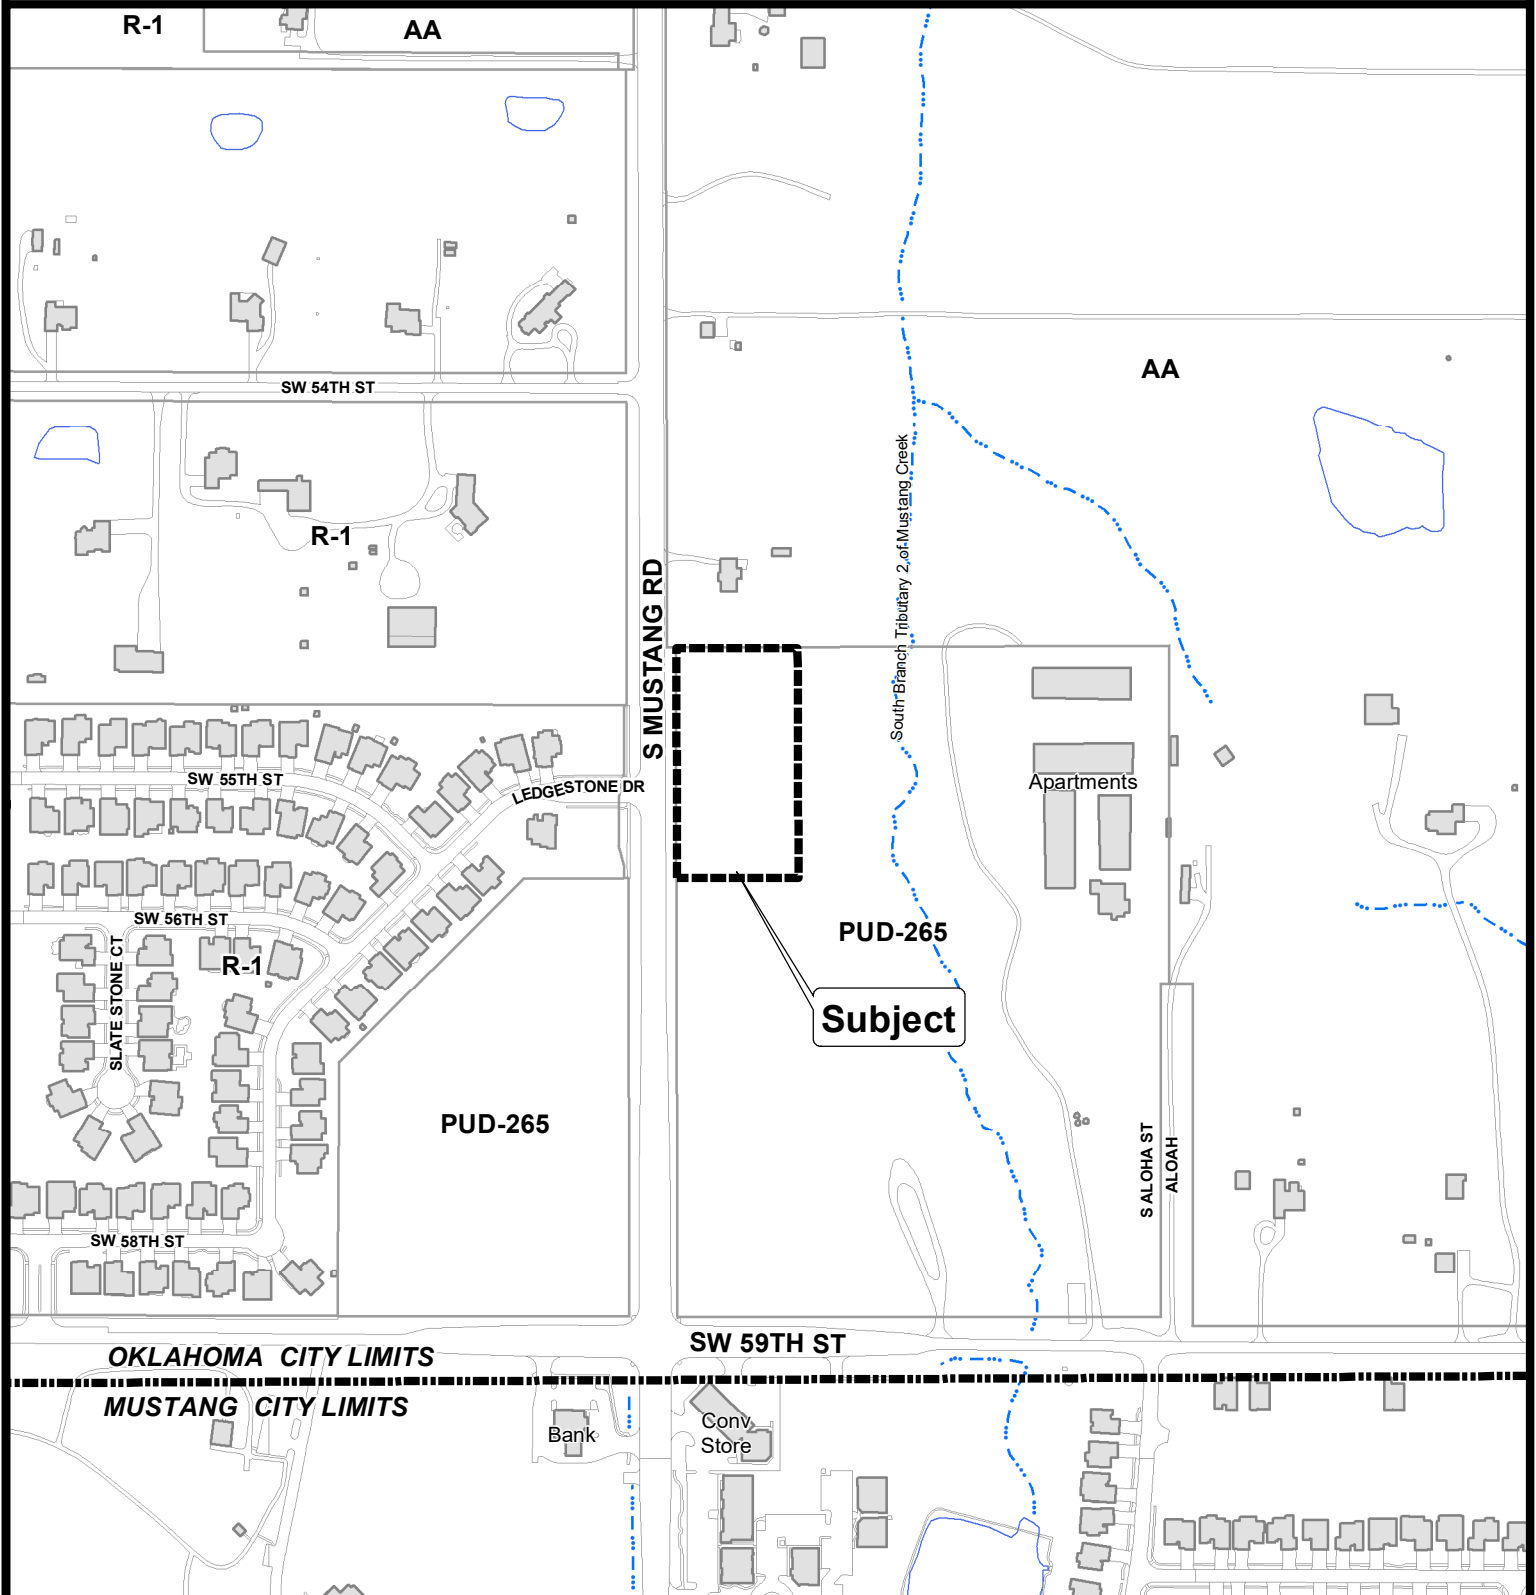 R-1
AA
SW 54TH ST
AA
R-1
South Branch Tributary 2 of Mustang Creek
S MUSTANG RD
SW 55TH ST
LEDGESTONE DR
Apartments
SW 56TH ST
R-1
SLATE STONE CT
PUD-265
Subject
PUD-265
S ALOHA ST
ALOAH
SW 58TH ST
SW 59TH ST
OKLAHOMA CITY LIMITS
MUSTANG CITY LIMITS
Bank
Conv
Store